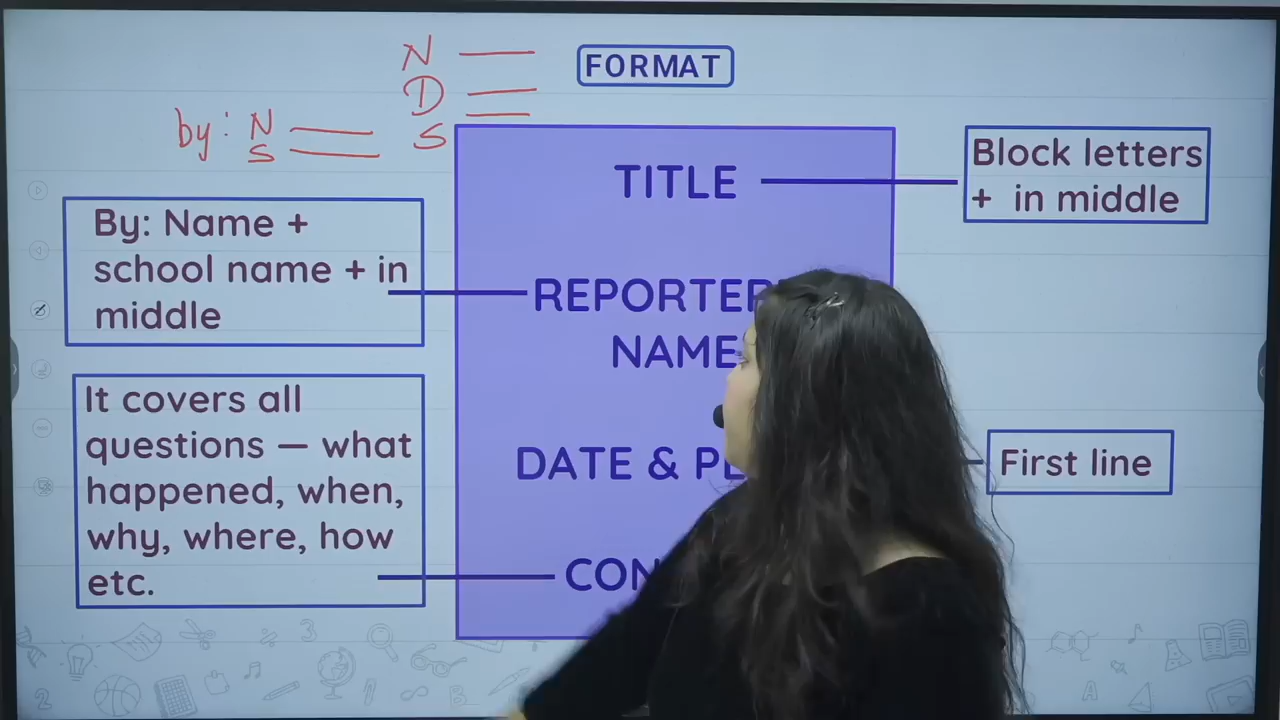 N
D
S
by: N
S
FORMAT
TITLE
Block letters
+ in middle
By: Name +
school name + in
middle
REPORTER
NAME
It covers all
questions — what
happened, when,
why, where, how
etc.
DATE &
First line